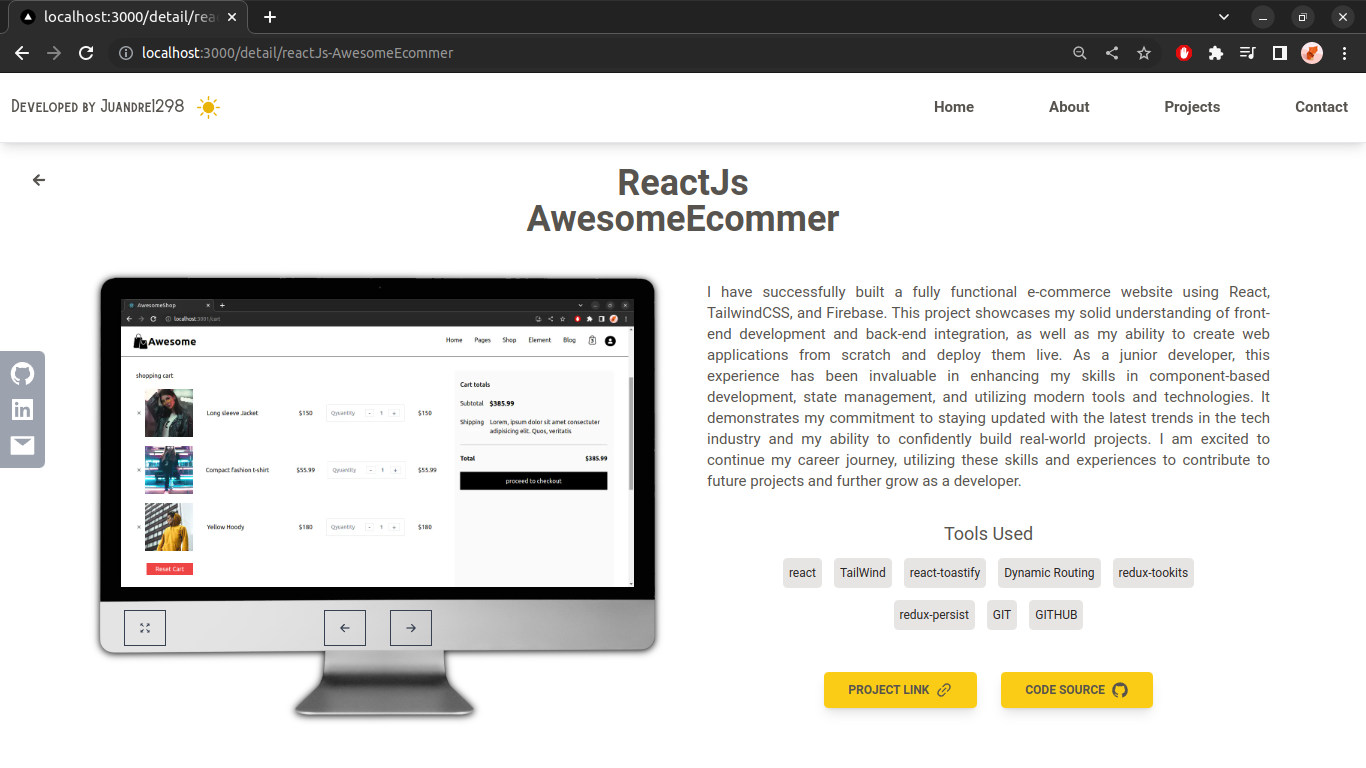 localhost:3000/detail/rea
localhost:3000/detail/reactJs-AwesomeEcommer
Developed by Juandre1298
Home About Projects Contact
ReactJs
AwesomeEcommer
AwesomeShop
localhost:3001/cart
Awesome
Home Pages Shop Element Blog 3
shopping cart
× Long sleeve Jacket $150 Qyuantity - 1 + $150
× Compact fashion t-shirt $55.99 Qyuantity - 1 + $55.99
× Yellow Hoody $180 Qyuantity - 1 + $180
Reset Cart
Cart totals
Subtotal $385.99
Shipping Lorem, ipsum dolor sit amet consectetur
adipisicing elit. Quos, veritatis
Total $385.99
proceed to checkout
I have successfully built a fully functional e-commerce website using React,
TailwindCSS, and Firebase. This project showcases my solid understanding of front-
end development and back-end integration, as well as my ability to create web
applications from scratch and deploy them live. As a junior developer, this
experience has been invaluable in enhancing my skills in component-based
development, state management, and utilizing modern tools and technologies. It
demonstrates my commitment to staying updated with the latest trends in the tech
industry and my ability to confidently build real-world projects. I am excited to
continue my career journey, utilizing these skills and experiences to contribute to
future projects and further grow as a developer.
Tools Used
react TailWind react-toastify Dynamic Routing redux-tookits
redux-persist GIT GITHUB
PROJECT LINK CODE SOURCE